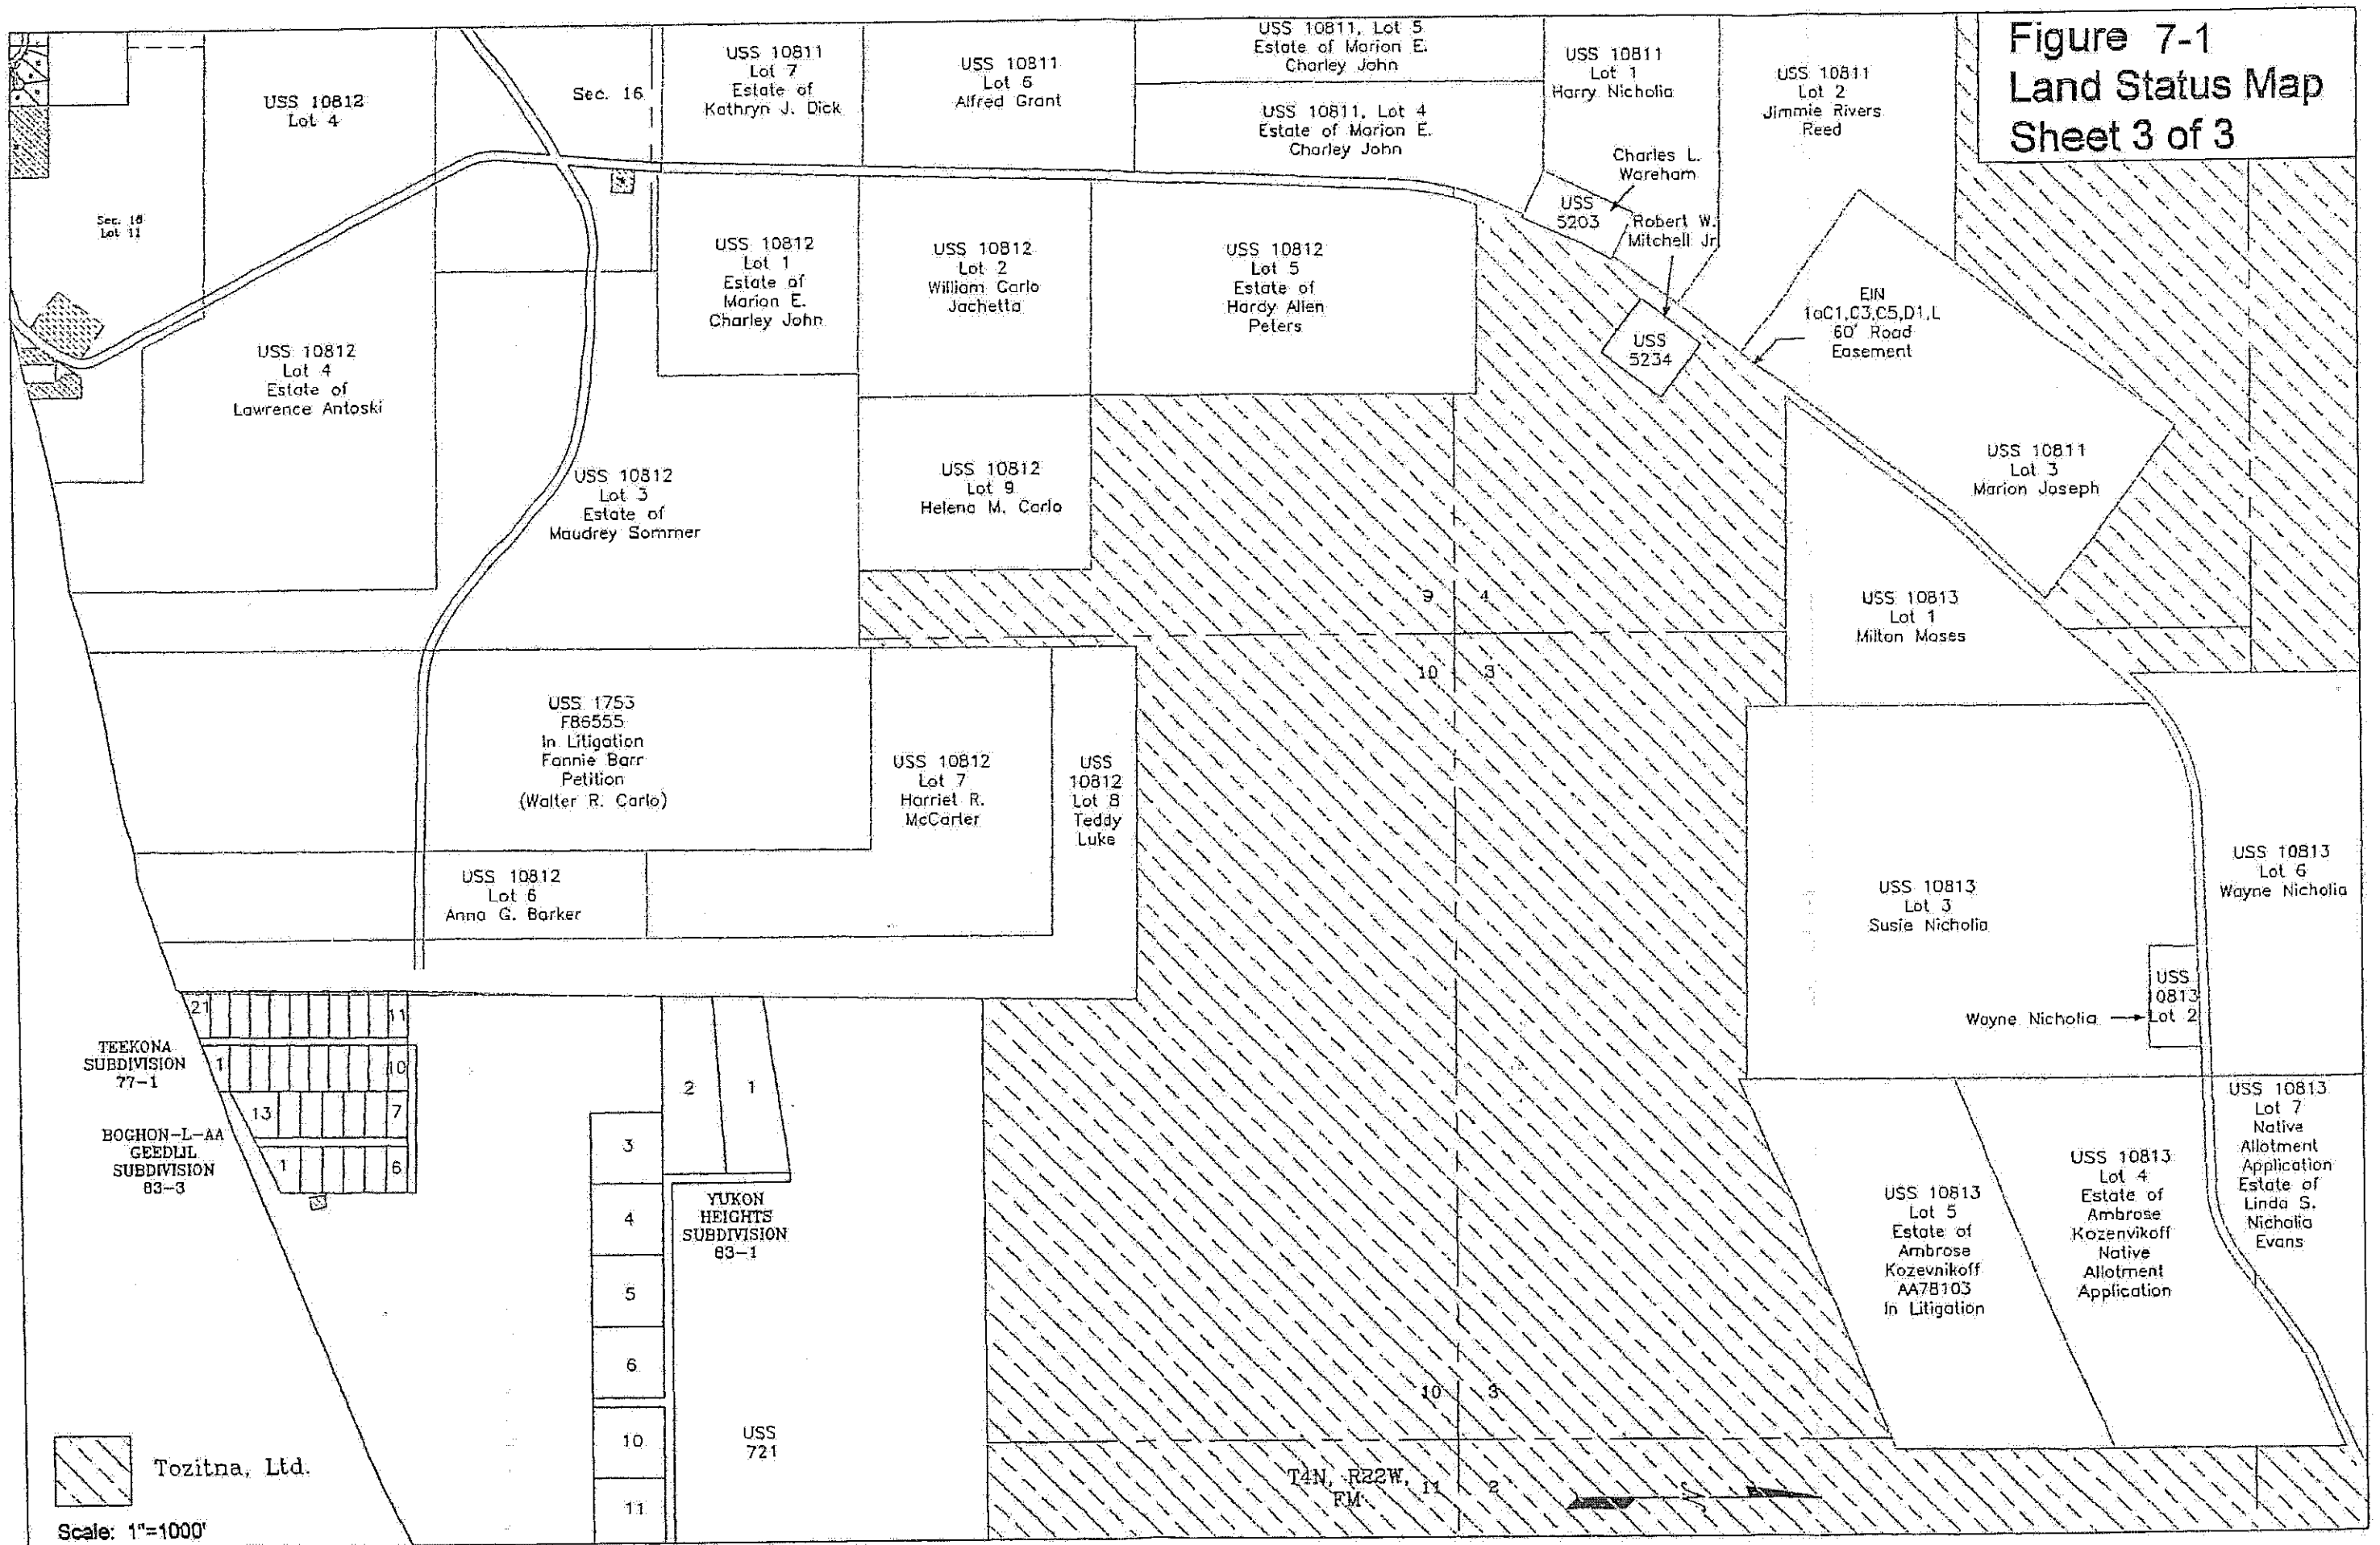 Figure 7-1
Land Status Map
Sheet 3 of 3
USS 10812
Lot 4
Sec. 16
USS 10811
Lot 7
Estate of
Kathryn J. Dick
USS 10811
Lot 6
Alfred Grant
USS 10811, Lot 5
Estate of Marion E.
Charley John
USS 10811, Lot 4
Estate of Marion E.
Charley John
USS 10811
Lot 1
Harry Nicholia
USS 10811
Lot 2
Jimmie Rivers
Reed
Charles L.
Wareham
USS
5203
Robert W.
Mitchell Jr
USS
5234
EIN
1aC1,C3,C5,D1,L
60' Road
Easement
Sec. 16
Lot 11
USS 10812
Lot 4
Estate of
Lawrence Antoski
USS 10812
Lot 1
Estate of
Marion E.
Charley John
USS 10812
Lot 2
William Carlo
Jachetta
USS 10812
Lot 5
Estate of
Hardy Allen
Peters
USS 10812
Lot 3
Estate of
Maudrey Sommer
USS 10812
Lot 9
Helena M. Carlo
USS 10811
Lot 3
Marion Joseph
9 4
10 3
USS 10813
Lot 1
Milton Moses
USS 1753
F86555
In Litigation
Fannie Barr
Petition
(Walter R. Carlo)
USS 10812
Lot 7
Harriet R.
McCarter
USS
10812
Lot 8
Teddy
Luke
USS 10812
Lot 6
Anna G. Barker
USS 10813
Lot 3
Susie Nicholia
USS 10813
Lot 6
Wayne Nicholia
USS
10813
Lot 2
Wayne Nicholia
21
11
TEEKONA
SUBDIVISION
77-1
1
10
13
7
BOGHON-L-AA
GEEDLIL
SUBDIVISION
83-3
1
6
2
1
3
4
5
6
10
11
YUKON
HEIGHTS
SUBDIVISION
83-1
USS
721
USS 10813
Lot 5
Estate of
Ambrose
Kozevnikoff
AA78103
In Litigation
USS 10813
Lot 4
Estate of
Ambrose
Kozenvikoff
Native
Allotment
Application
USS 10813
Lot 7
Native
Allotment
Application
Estate of
Linda S.
Nicholia
Evans
10 3
11 2
T4N, R22W,
FM
N
Tozitna, Ltd.
Scale: 1"=1000'